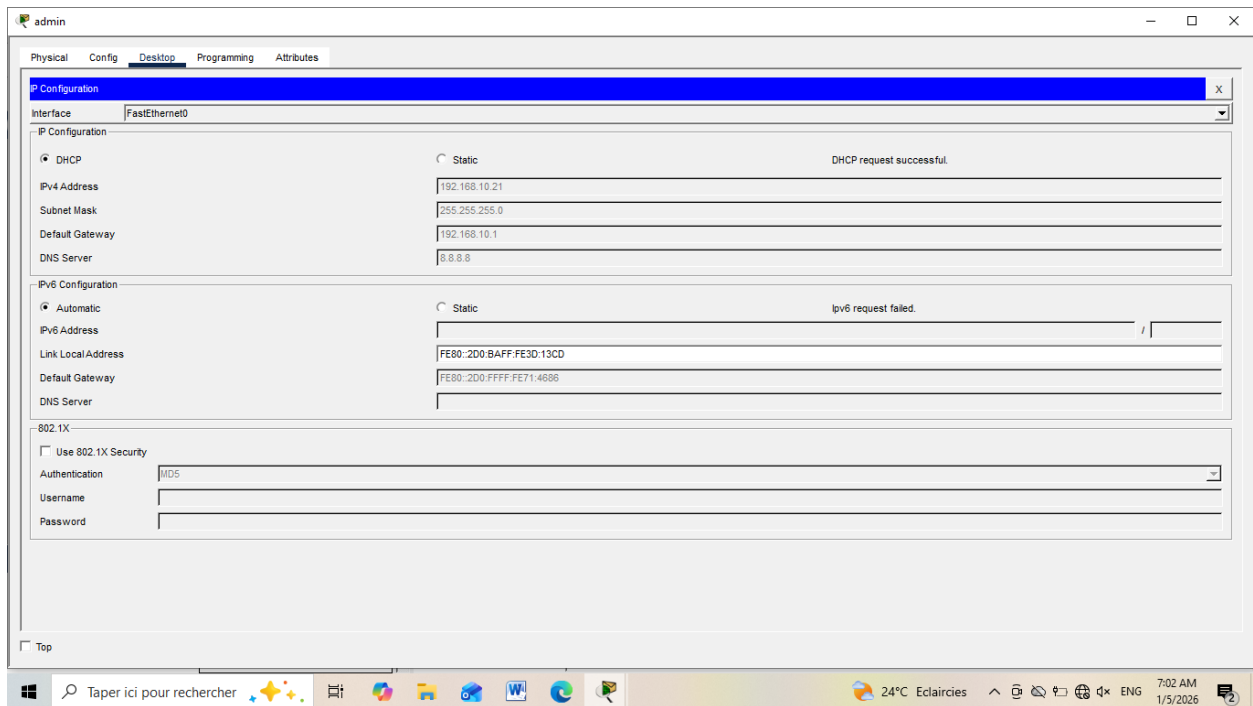 admin
Physical Config Desktop Programming Attributes
IP Configuration X
Interface FastEthernet0
IP Configuration
DHCP Static DHCP request successful.
IPv4 Address 192.168.10.21
Subnet Mask 255.255.255.0
Default Gateway 192.168.10.1
DNS Server 8.8.8.8
IPv6 Configuration
Automatic Static Ipv6 request failed.
IPv6 Address /
Link Local Address FE80::2D0:BAFF:FE3D:13CD
Default Gateway FE80::2D0:FFFF:FE71:4686
DNS Server
802.1X
Use 802.1X Security
Authentication MD5
Username
Password
Top
Taper ici pour rechercher W 24°C Eclaircies ENG 7:02 AM
1/5/2026 2